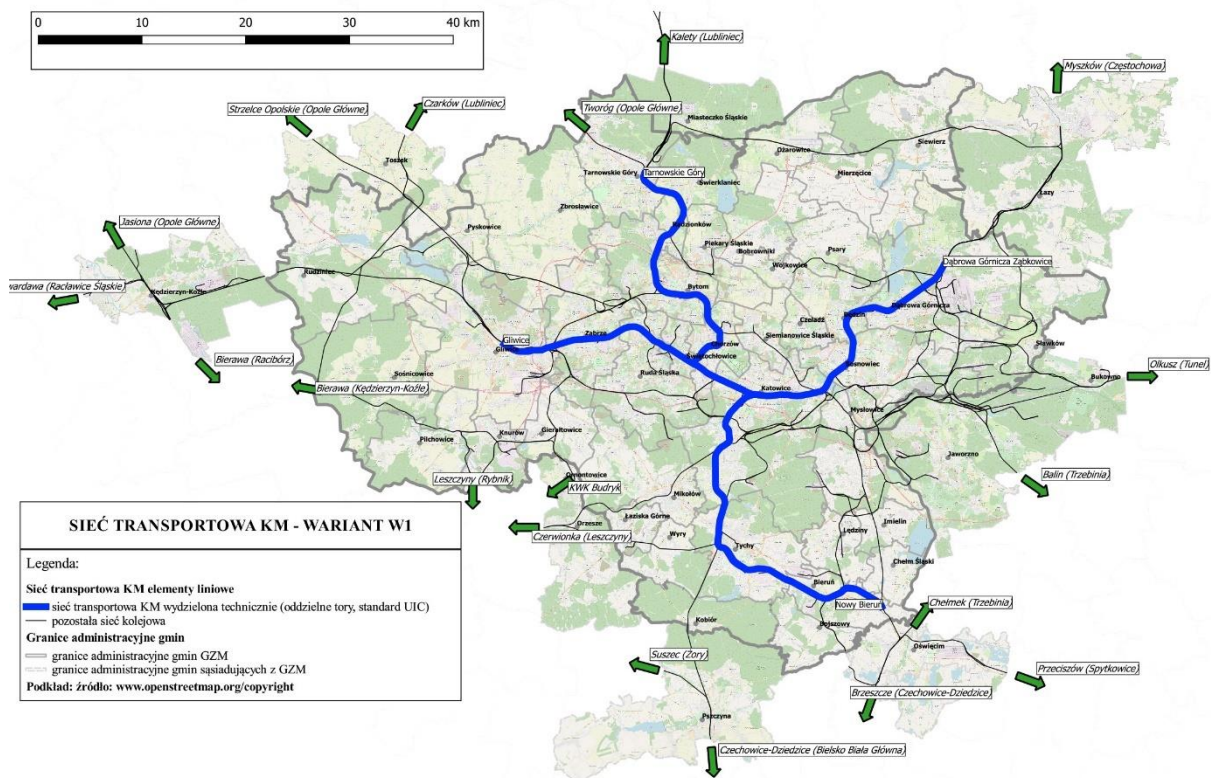 0 10 20 30 40 km
Kalety (Lubliniec)
Myszków (Częstochowa)
Strzelce Opolskie (Opole Główne)
Czarków (Lubliniec)
Tworóg (Opole Główne)
Miasteczko Śląskie
Ożarowice
Siewierz
Toszek
Tarnowskie Góry
Tarnowskie Góry
Świerklaniec
Mierzęcice
Łazy
Zbrosławice
Jasiona (Opole Główne)
Pyskowice
Radzionków
Piekary Śląskie
Bobrowniki
Psary
Wojkowice
Dąbrowa Górnicza Ząbkowice
Rudziniec
wardawa (Racławice Śląskie)
Kędzierzyn-Koźle
Bytom
Dąbrowa Górnicza
Będzin
Czeladź
Zabrze
Siemianowice Śląskie
Gliwice
Gliwice
Chorzów
Świętochłowice
Sławków
Bierawa (Racibórz)
Sośnicowice
Ruda Śląska
Sosnowiec
Olkusz (Tunel)
Bukowno
Bierawa (Kędzierzyn-Koźle)
Katowice
Mysłowice
Knurów
Gierałtowice
Pilchowice
Jaworzno
Leszczyny (Rybnik)
Ornontowice
KWK Budryk
Balin (Trzebinia)
Mikołów
Łaziska Górne
Orzesze
Imielin
Czerwionka (Leszczyny)
Wyry
Lędziny
Tychy
Chełm Śląski
Bieruń
Nowy Bieruń
Chełmek (Trzebinia)
Kobiór
Bojszowy
Oświęcim
Suszec (Żory)
Przeciszów (Spytkowice)
Brzeszcze (Czechowice-Dziedzice)
Pszczyna
Czechowice-Dziedzice (Bielsko Biała Główna)
SIEĆ TRANSPORTOWA KM - WARIANT W1
Legenda:
Sieć transportowa KM elementy liniowe
sieć transportowa KM wydzielona technicznie (oddzielne tory, standard UIC)
pozostała sieć kolejowa
Granice administracyjne gmin
granice administracyjne gmin GZM
granice administracyjne gmin sąsiadujących z GZM
Podkład: źródło: www.openstreetmap.org/copyright